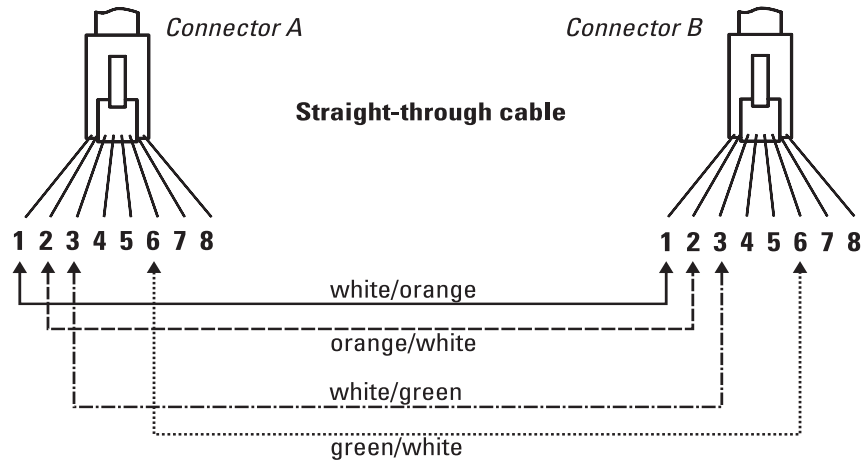 Connector A
Connector B
Straight-through cable
1 2 3 4 5 6 7 8
1 2 3 4 5 6 7 8
white/orange
orange/white
white/green
green/white